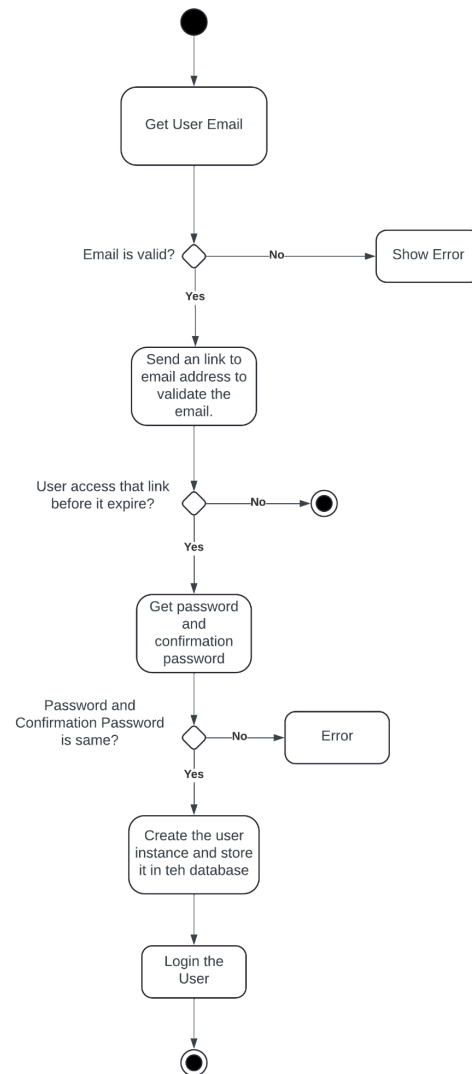 Get User Email
Email is valid?
No
Show Error
Yes
Send an link to
email address to
validate the
email.
User access that link
before it expire?
No
Yes
Get password
and
confirmation
password
Password and
Confirmation Password
is same?
No
Error
Yes
Create the user
instance and store
it in teh database
Login the
User